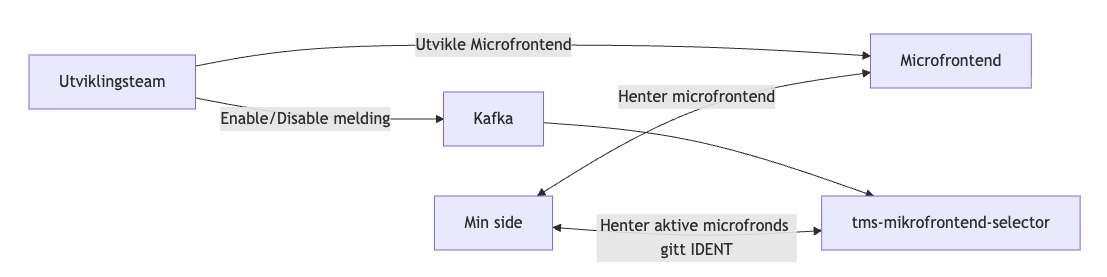 Utvikle Microfrontend
Microfrontend
Utviklingsteam
Henter microfrontend
Enable/Disable melding
Kafka
Min side
Henter aktive microfronds
gitt IDENT
tms-mikrofrontend-selector